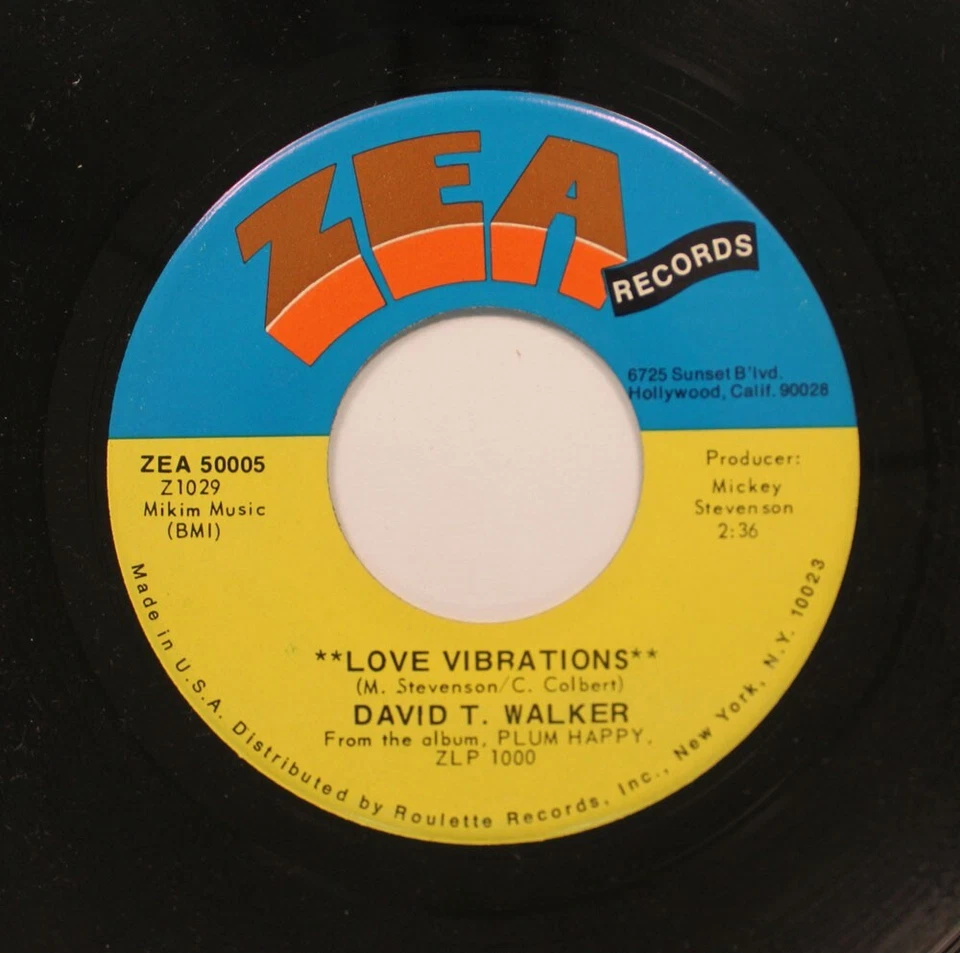 ZEA
RECORDS
6725 Sunset B'lvd.
Hollywood, Calif. 90028
ZEA 50005
Z1029
Mikim Music
(BMI)
Producer:
Mickey
Stevenson
2:36
**LOVE VIBRATIONS**
(M. Stevenson/C. Colbert)
DAVID T. WALKER
From the album, PLUM HAPPY,
ZLP 1000
Made in U.S.A. Distributed by Roulette Records, Inc., New York, N.Y. 10023